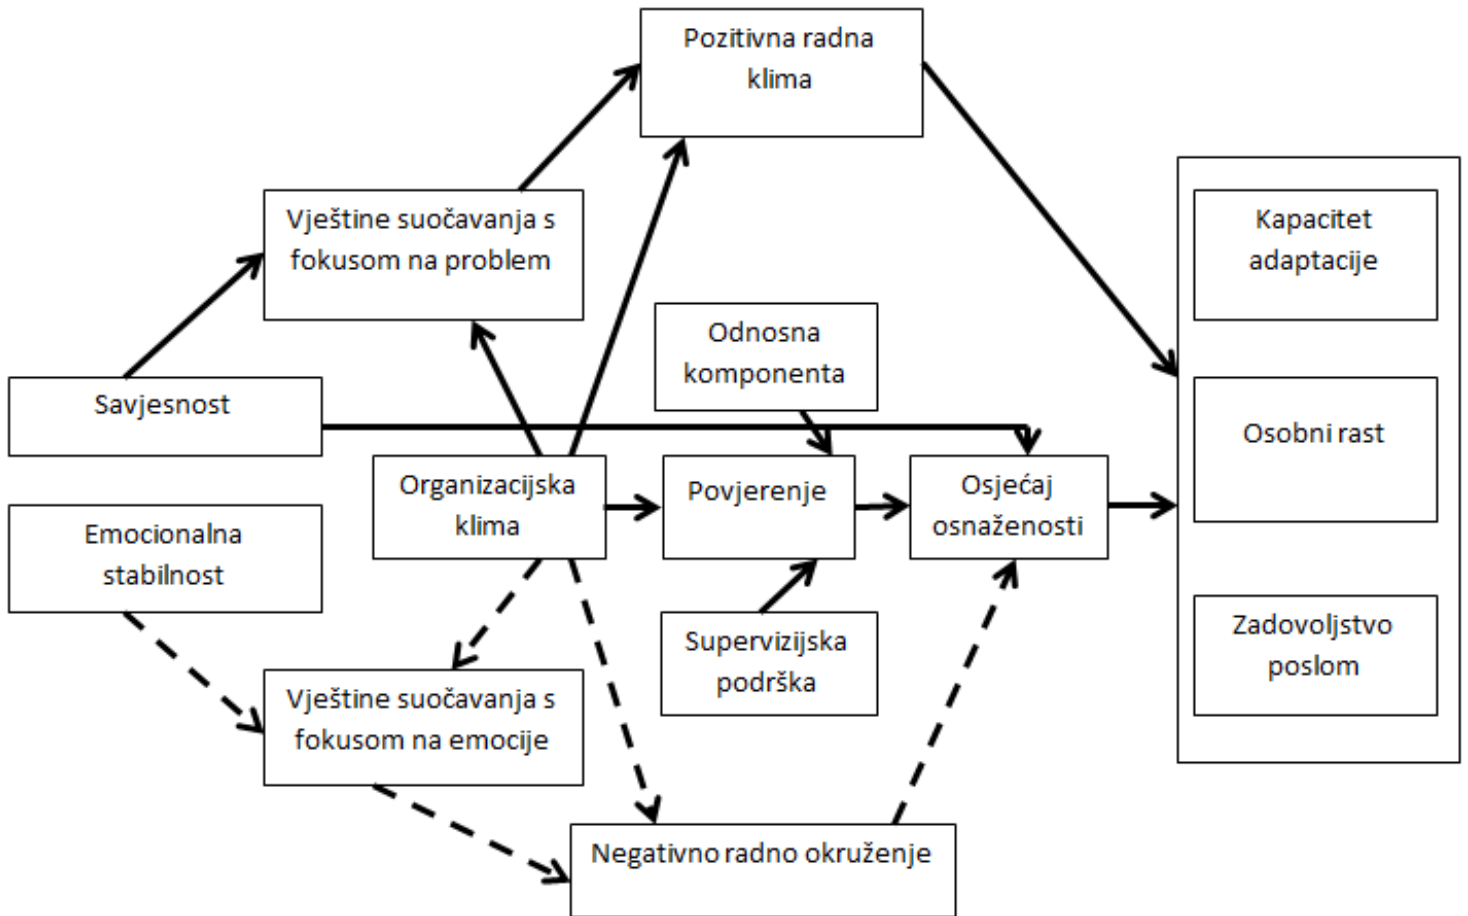 Pozitivna radna
klima
Vještine suočavanja s
fokusom na problem
Kapacitet
adaptacije
Odnosna
komponenta
Savjesnost
Osobni rast
Organizacijska
klima
Povjerenje
Osjećaj
osnaženosti
Emocionalna
stabilnost
Supervizijska
podrška
Zadovoljstvo
poslom
Vještine suočavanja s
fokusom na emocije
Negativno radno okruženje